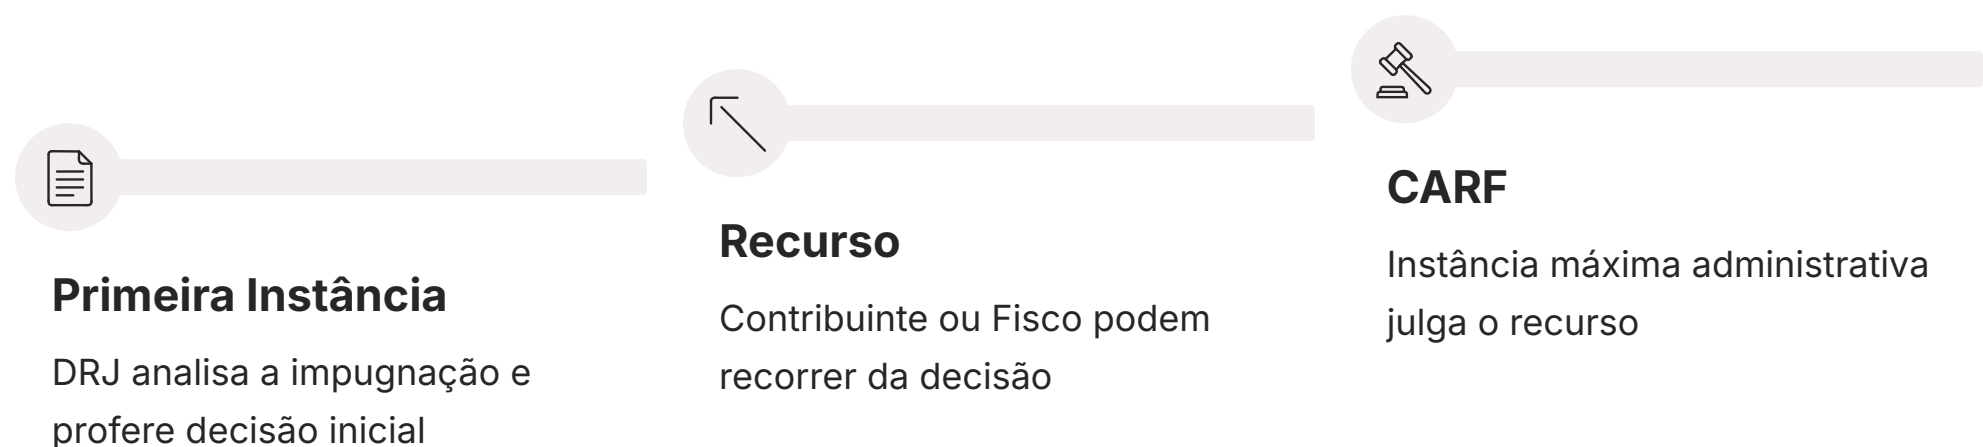 Primeira Instância
DRJ analisa a impugnação e
profere decisão inicial
Recurso
Contribuinte ou Fisco podem
recorrer da decisão
CARF
Instância máxima administrativa
julga o recurso